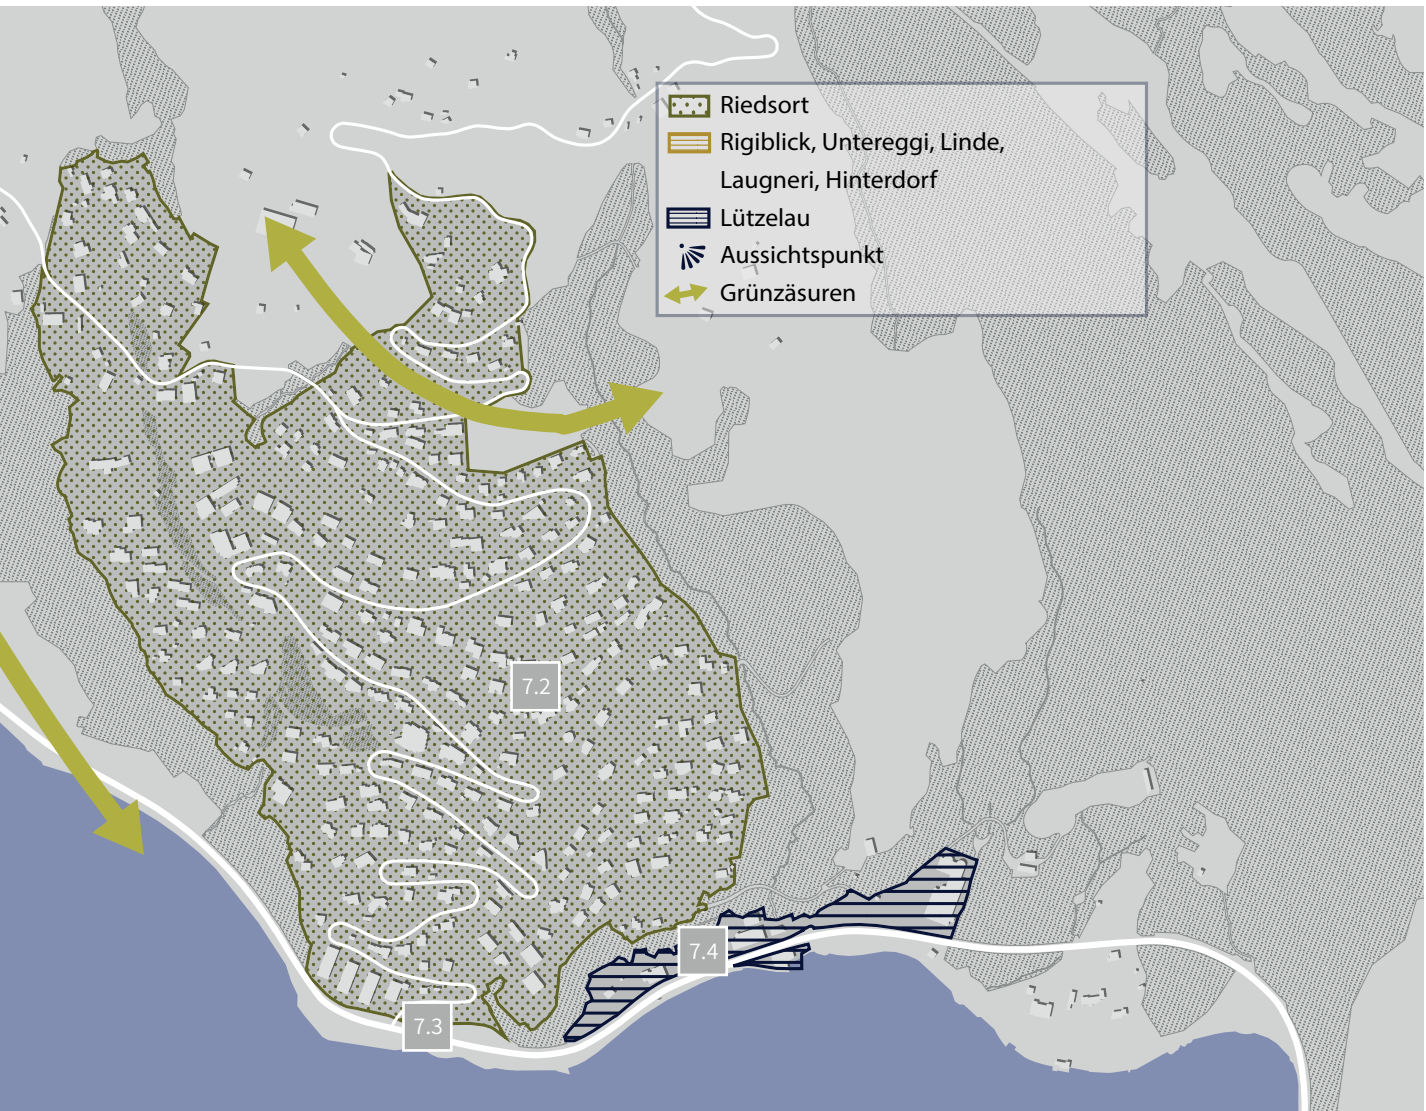 Riedsort
Rigiblick, Untereggi, Linde,
Laugneri, Hinterdorf
Lützelau
Aussichtspunkt
Grünzäsuren
7.2
7.4
7.3